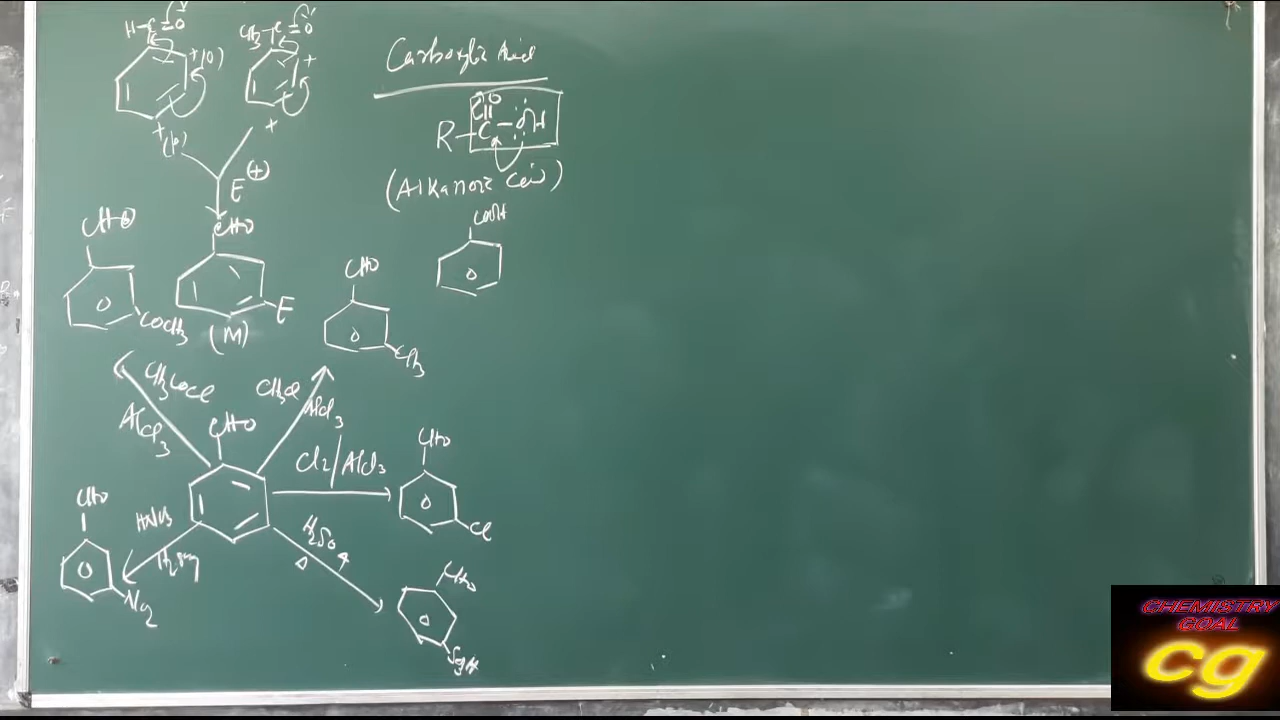 H-C=O
CH3-C=O
+(o)
+
+
(p)
+
E(+)
CHO
CHO
COCH3
E
(M)
CHO
CH3
CH3COCl
AlCl3
CH3Cl
AlCl3
CHO
Cl2/AlCl3
CHO
Cl
CHO
HNO3
H2SO4
NO2
H2SO4
Δ
CHO
SO3H
Carboxylic Acid
O
R-C-OH
(Alkanoic acid)
COOH
CHEMISTRY
GOAL
cg